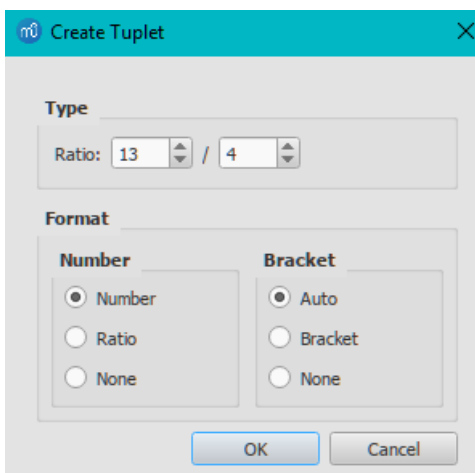 Create Tuplet
Type
Ratio: 13 / 4
Format
Number Bracket
Number Auto
Ratio Bracket
None None
OK Cancel